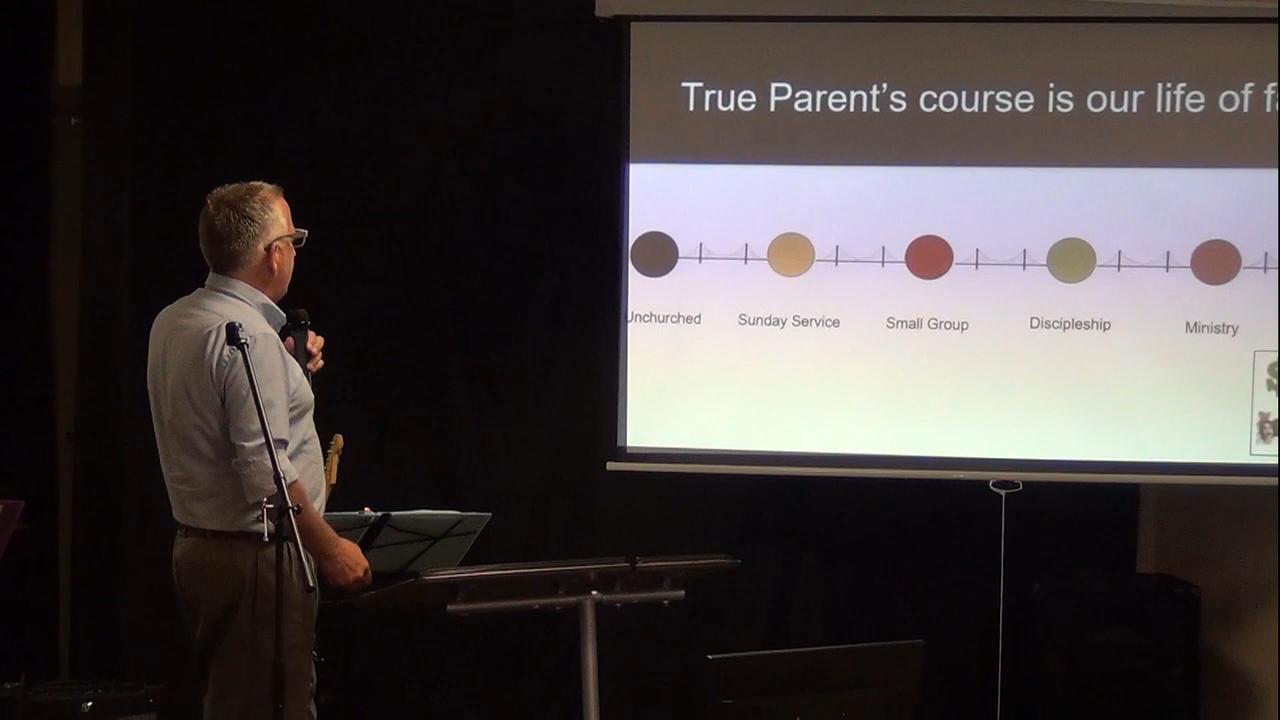 True Parent's course is our life of
Unchurched
Sunday Service
Small Group
Discipleship
Ministry